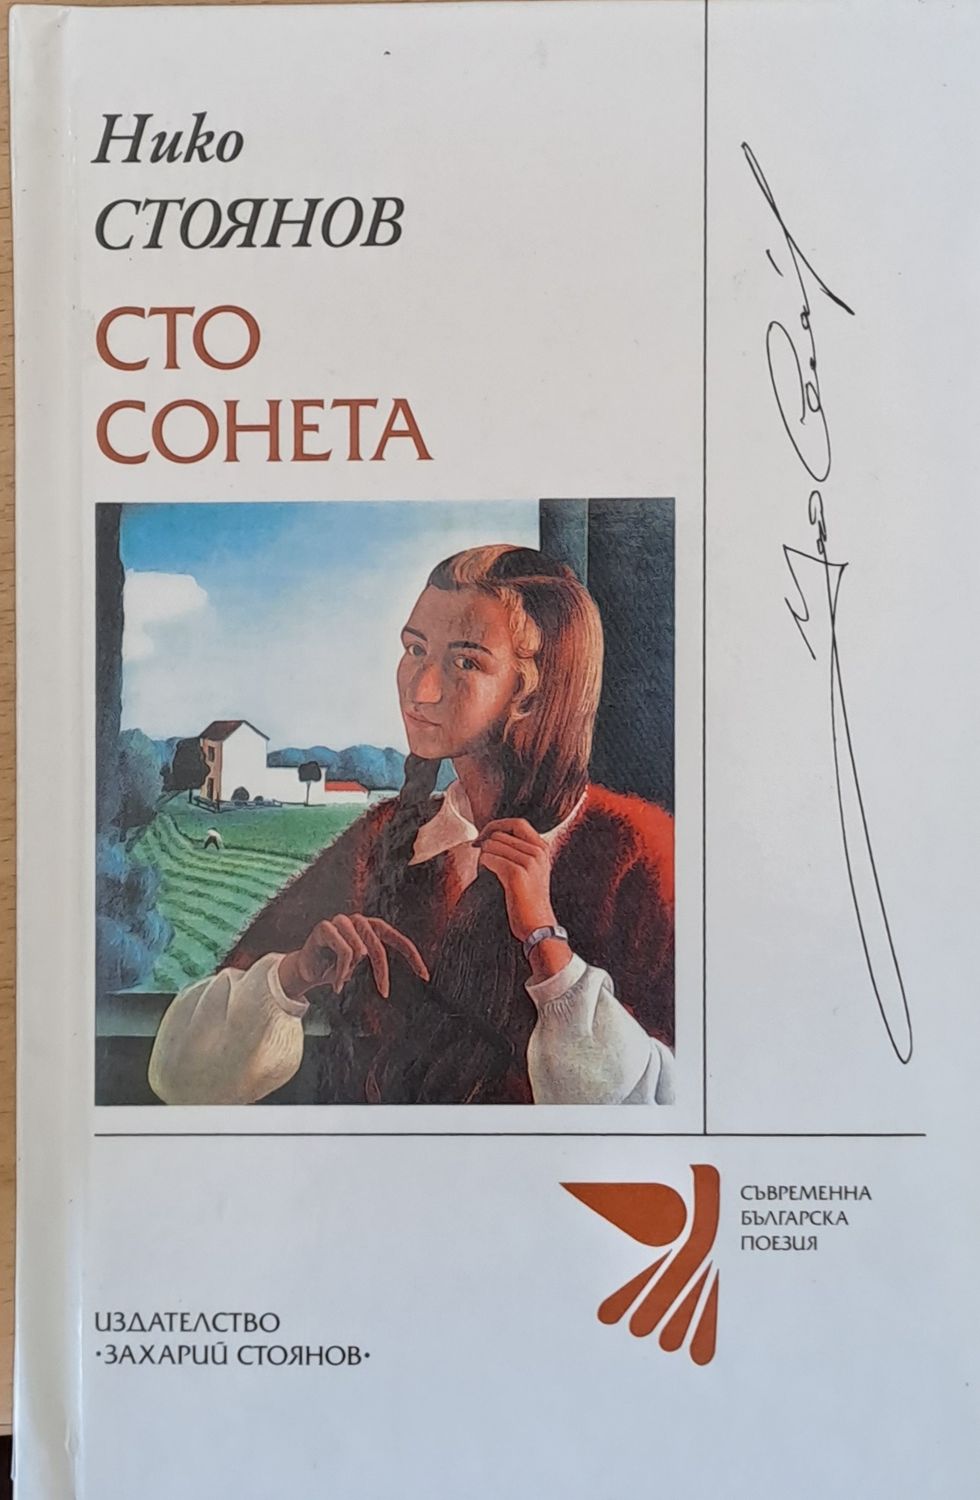 Нико
СТОЯНОВ
СТО
СОНЕТА
СЪВРЕМЕННА
БЪЛГАРСКА
ПОЕЗИЯ
ИЗДАТЕЛСТВО
·ЗАХАРИЙ СТОЯНОВ·